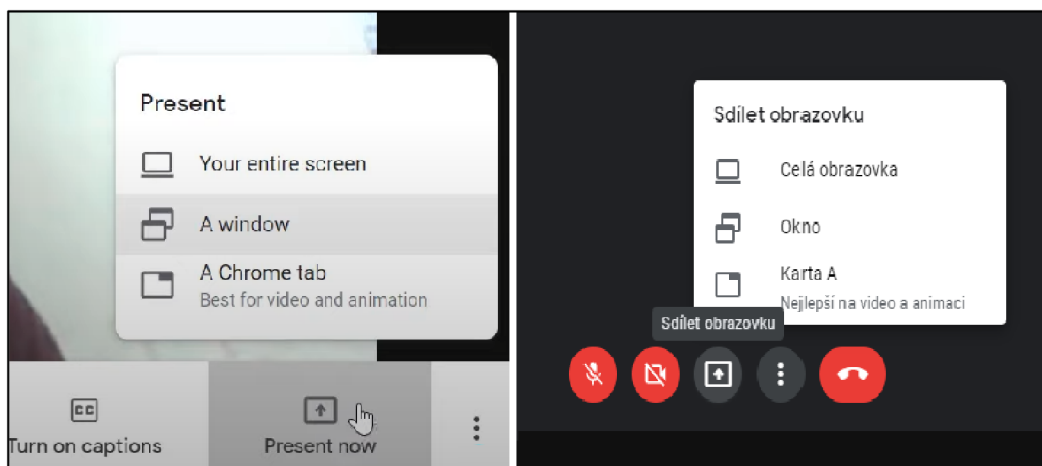 Present
Your entire screen
A window
A Chrome tab
Best for video and animation
CC
Turn on captions
Present now
Sdílet obrazovku
Celá obrazovka
Okno
Karta A
Nejlepší na video a animaci
Sdílet obrazovku